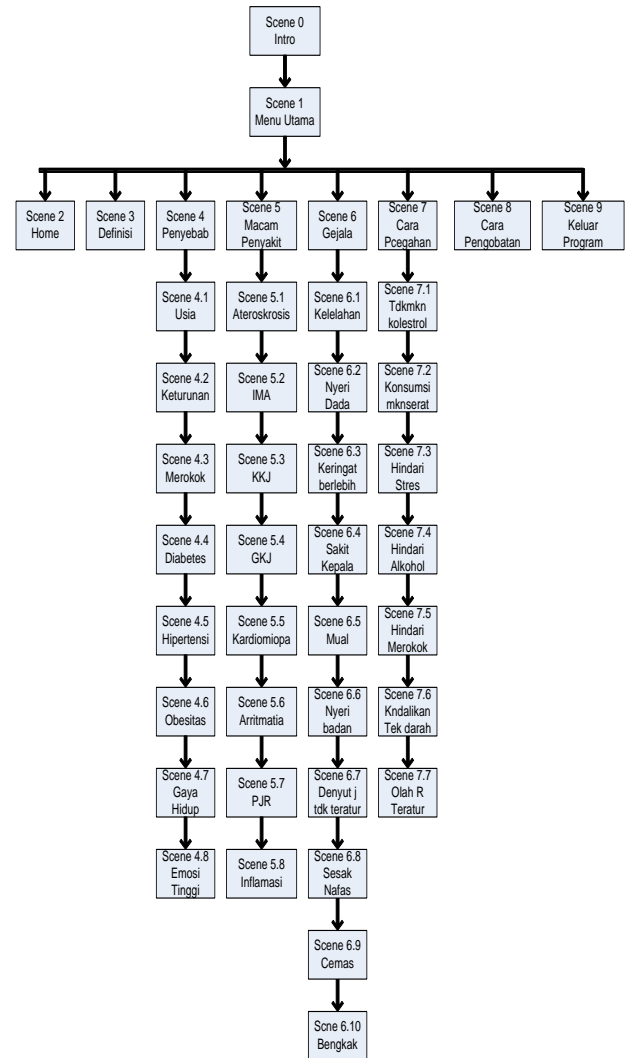 Scene 0
Intro
Scene 1
Menu Utama
Scene 2
Home
Scene 3
Definisi
Scene 4
Penyebab
Scene 5
Macam
Penyakit
Scene 6
Gejala
Scene 7
Cara
Pcegahan
Scene 8
Cara
Pengobatan
Scene 9
Keluar
Program
Scene 4.1
Usia
Scene 4.2
Keturunan
Scene 4.3
Merokok
Scene 4.4
Diabetes
Scene 4.5
Hipertensi
Scene 4.6
Obesitas
Scene 4.7
Gaya
Hidup
Scene 4.8
Emosi
Tinggi
Scene 5.1
Ateroskrosis
Scene 5.2
IMA
Scene 5.3
KKJ
Scene 5.4
GKJ
Scene 5.5
Kardiomiopa
Scene 5.6
Arritmatia
Scene 5.7
PJR
Scene 5.8
Inflamasi
Scene 6.1
Kelelahan
Scene 6.2
Nyeri
Dada
Scene 6.3
Keringat
berlebih
Scene 6.4
Sakit
Kepala
Scene 6.5
Mual
Scene 6.6
Nyeri
badan
Scene 6.7
Denyut j
tdk teratur
Scene 6.8
Sesak
Nafas
Scene 6.9
Cemas
Scne 6.10
Bengkak
Scene 7.1
Tdkmkn
kolestrol
Scene 7.2
Konsumsi
mknserat
Scene 7.3
Hindari
Stres
Scene 7.4
Hindari
Alkohol
Scene 7.5
Hindari
Merokok
Scene 7.6
Kndalikan
Tek darah
Scene 7.7
Olah R
Teratur